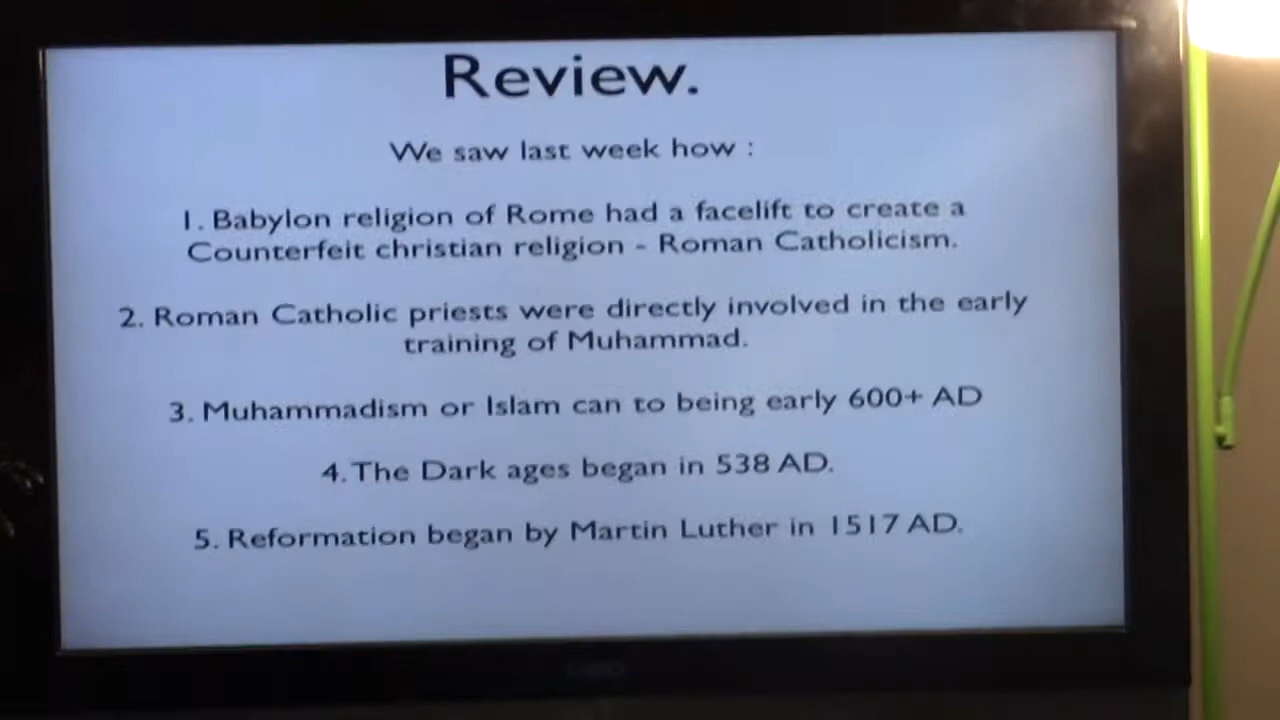 Review.
We saw last week how :
1. Babylon religion of Rome had a facelift to create a
Counterfeit christian religion - Roman Catholicism.
2. Roman Catholic priests were directly involved in the early
training of Muhammad.
3. Muhammadism or Islam can to being early 600+ AD
4. The Dark ages began in 538 AD.
5. Reformation began by Martin Luther in 1517 AD.